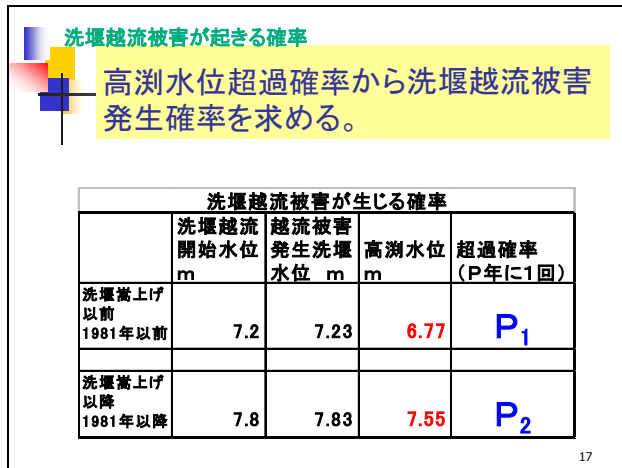 洗堰越流被害が起きる確率
高渕水位超過確率から洗堰越流被害
発生確率を求める。
洗堰越流被害が生じる確率
洗堰越流
開始水位
m
越流被害
発生洗堰
水位 m
高渕水位
m
超過確率
（P年に1回）
洗堰嵩上げ
以前
1981年以前
7.2
7.23
6.77
P1
洗堰嵩上げ
以降
1981年以降
7.8
7.83
7.55
P2
17